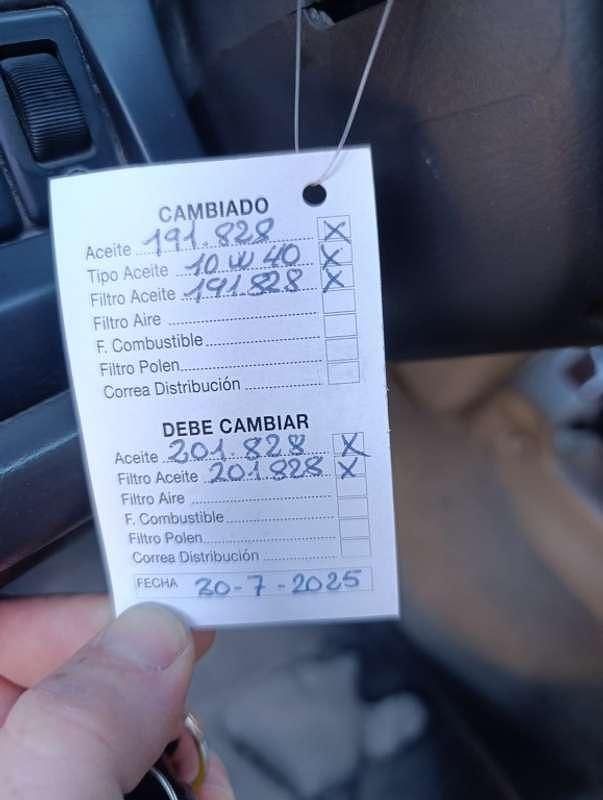 CAMBIADO
Aceite 191.828 X
Tipo Aceite 10 W 40 X
Filtro Aceite 191.828 X
Filtro Aire
F. Combustible
Filtro Polen
Correa Distribución
DEBE CAMBIAR
Aceite 201.828 X
Filtro Aceite 201.828 X
Filtro Aire
F. Combustible
Filtro Polen
Correa Distribución
FECHA 30-7-2025